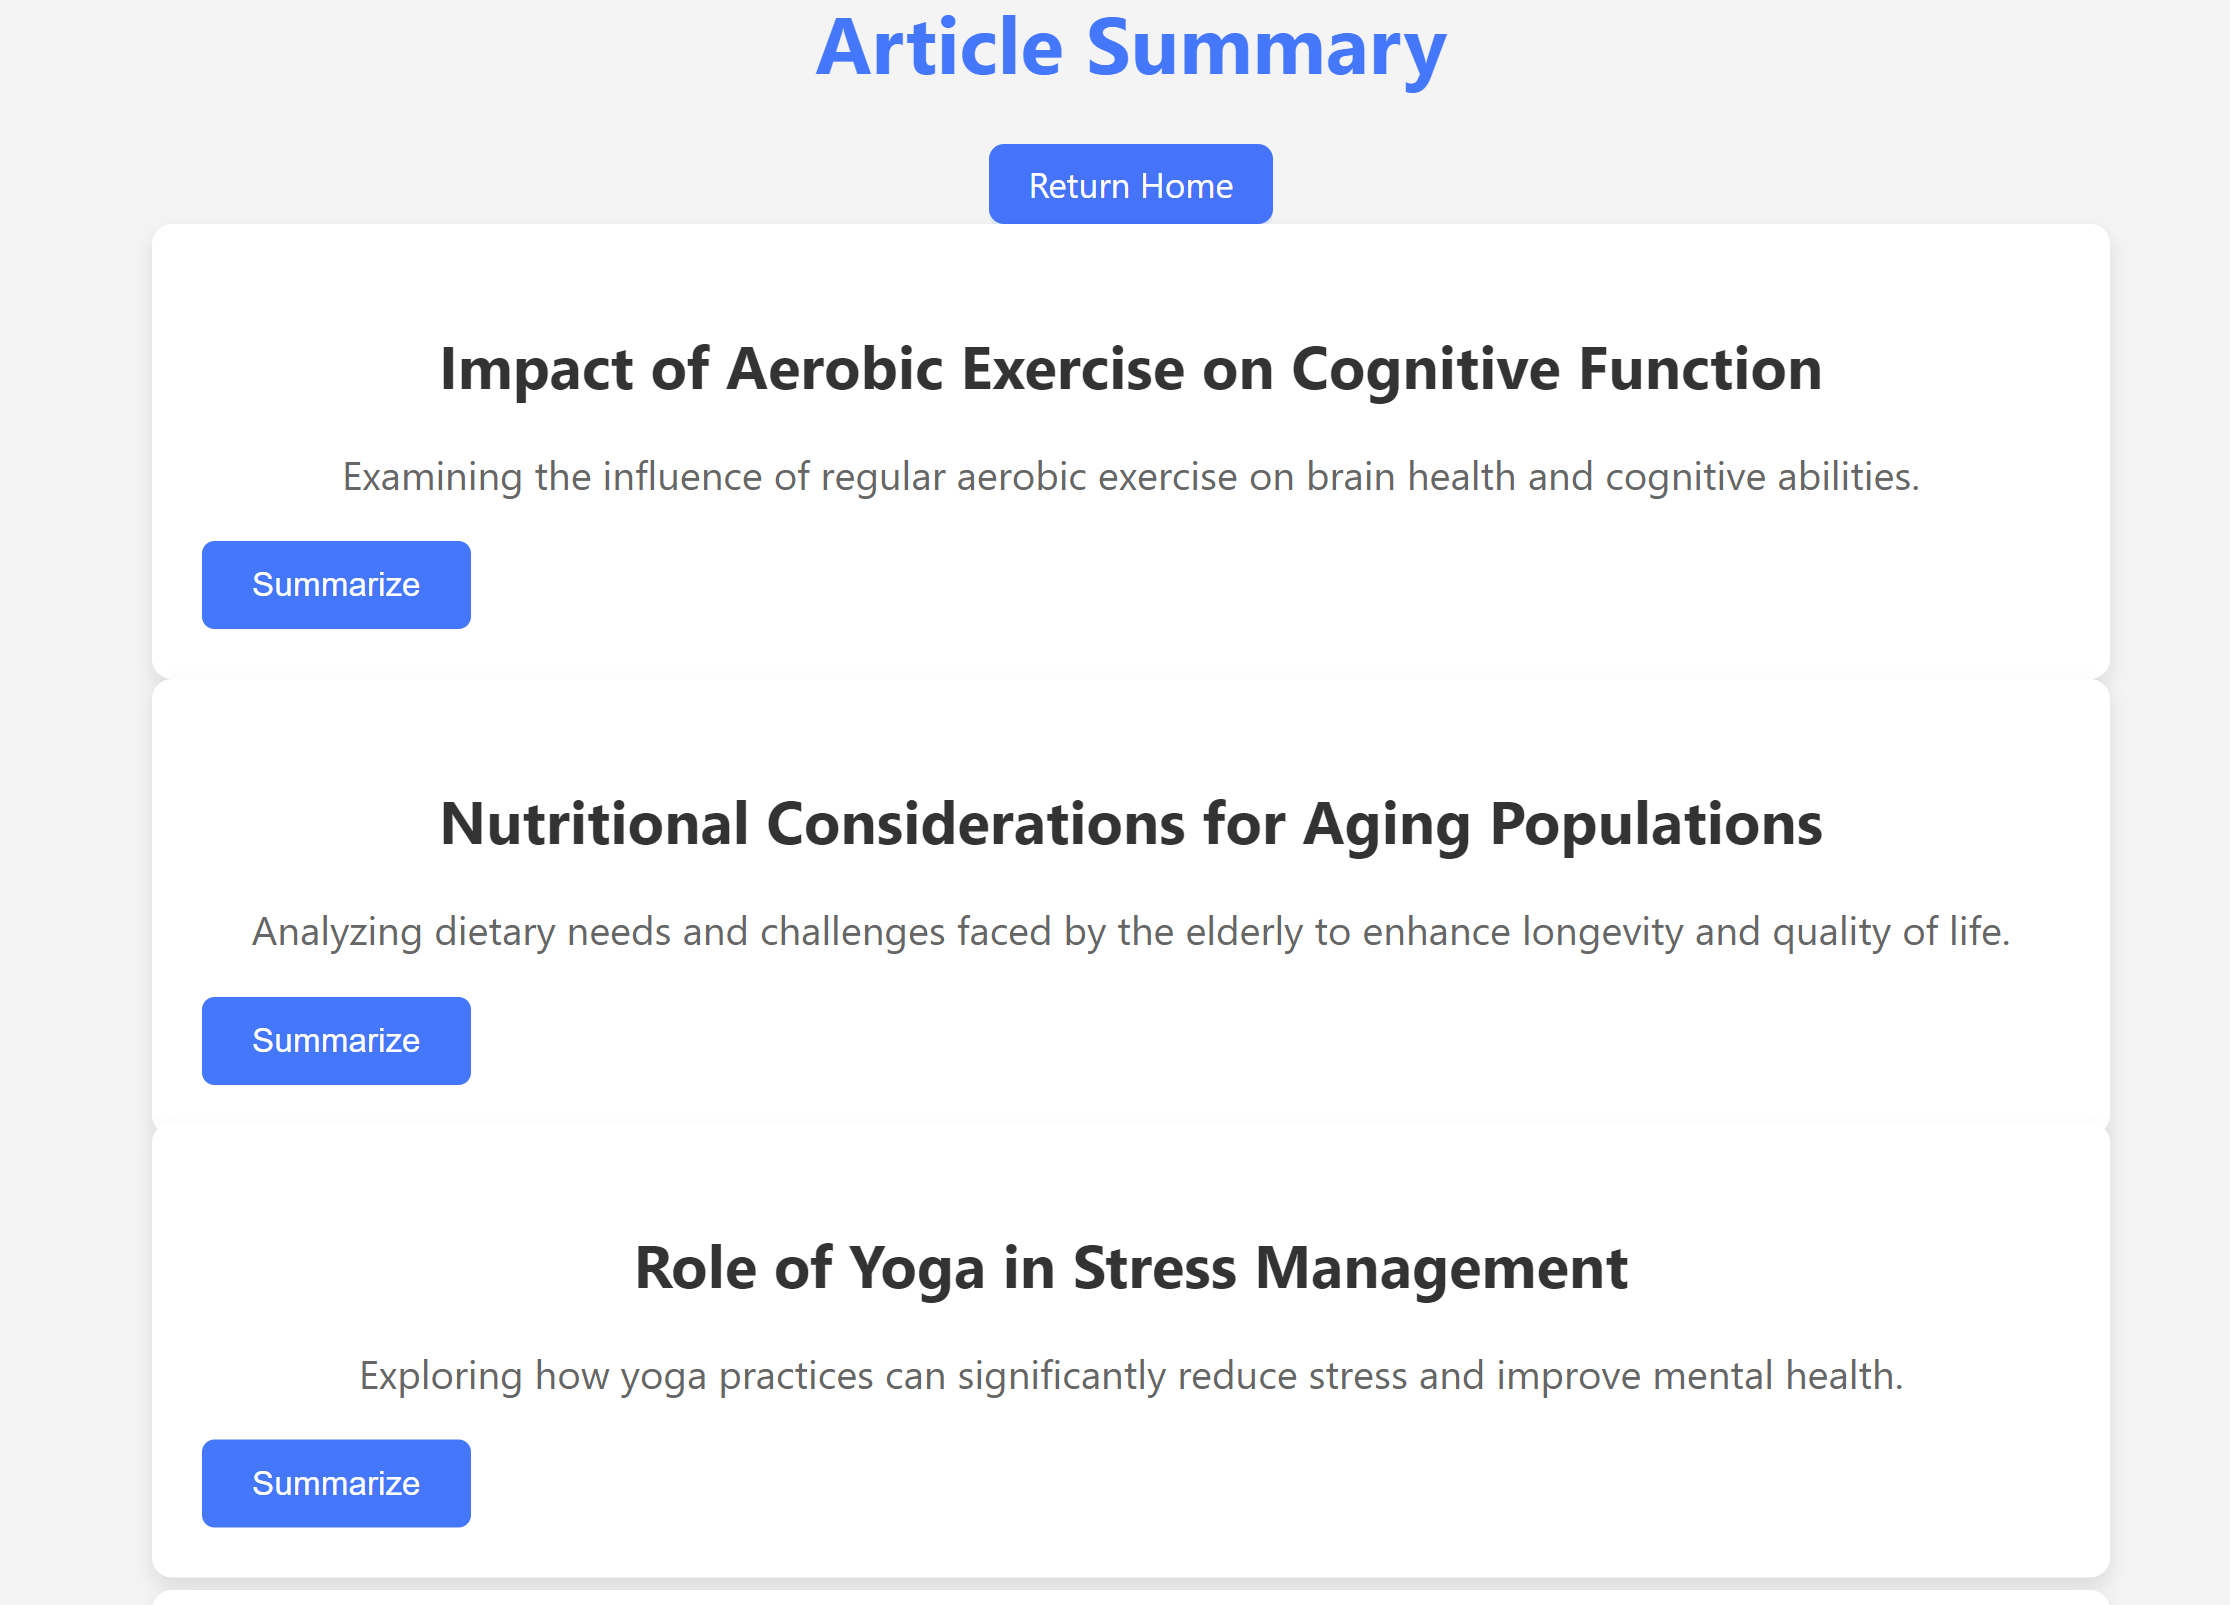 Article Summary
Return Home
Impact of Aerobic Exercise on Cognitive Function
Examining the influence of regular aerobic exercise on brain health and cognitive abilities.
Summarize
Nutritional Considerations for Aging Populations
Analyzing dietary needs and challenges faced by the elderly to enhance longevity and quality of life.
Summarize
Role of Yoga in Stress Management
Exploring how yoga practices can significantly reduce stress and improve mental health.
Summarize